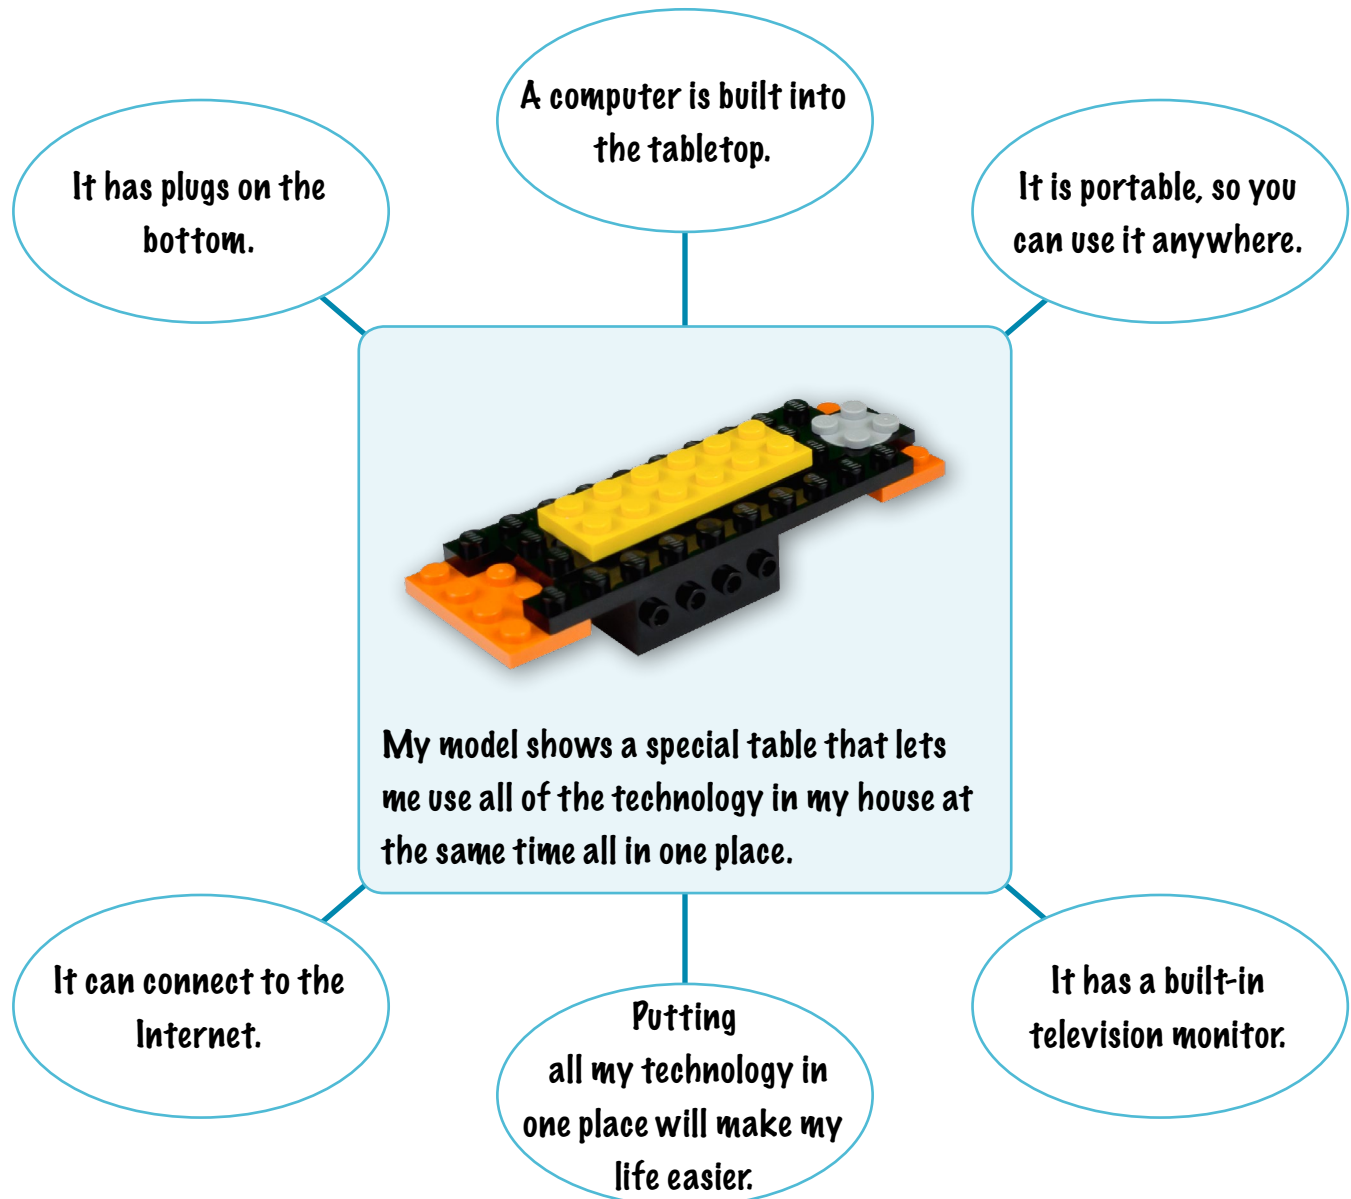 A computer is built into
the tabletop.
It has plugs on the
bottom.
It is portable, so you
can use it anywhere.
My model shows a special table that lets
me use all of the technology in my house at
the same time all in one place.
It can connect to the
Internet.
Putting
all my technology in
one place will make my
life easier.
It has a built-in
television monitor.